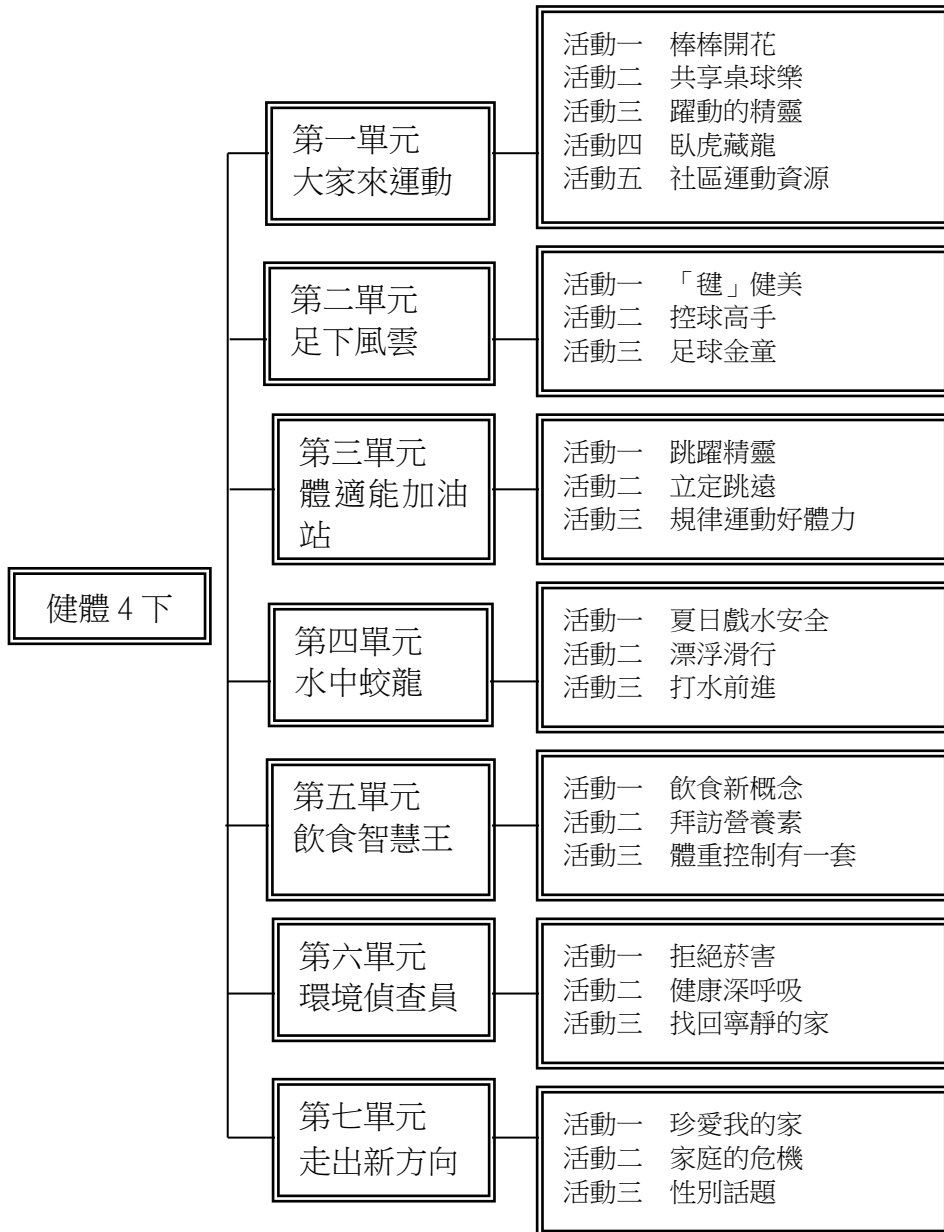 健體 4 下
第一單元
大家來運動
活動一　棒棒開花
活動二　共享桌球樂
活動三　躍動的精靈
活動四　臥虎藏龍
活動五　社區運動資源
第二單元
足下風雲
活動一　「毽」健美
活動二　控球高手
活動三　足球金童
第三單元
體適能加油
站
活動一　跳躍精靈
活動二　立定跳遠
活動三　規律運動好體力
第四單元
水中蛟龍
活動一　夏日戲水安全
活動二　漂浮滑行
活動三　打水前進
第五單元
飲食智慧王
活動一　飲食新概念
活動二　拜訪營養素
活動三　體重控制有一套
第六單元
環境偵查員
活動一　拒絕菸害
活動二　健康深呼吸
活動三　找回寧靜的家
第七單元
走出新方向
活動一　珍愛我的家
活動二　家庭的危機
活動三　性別話題